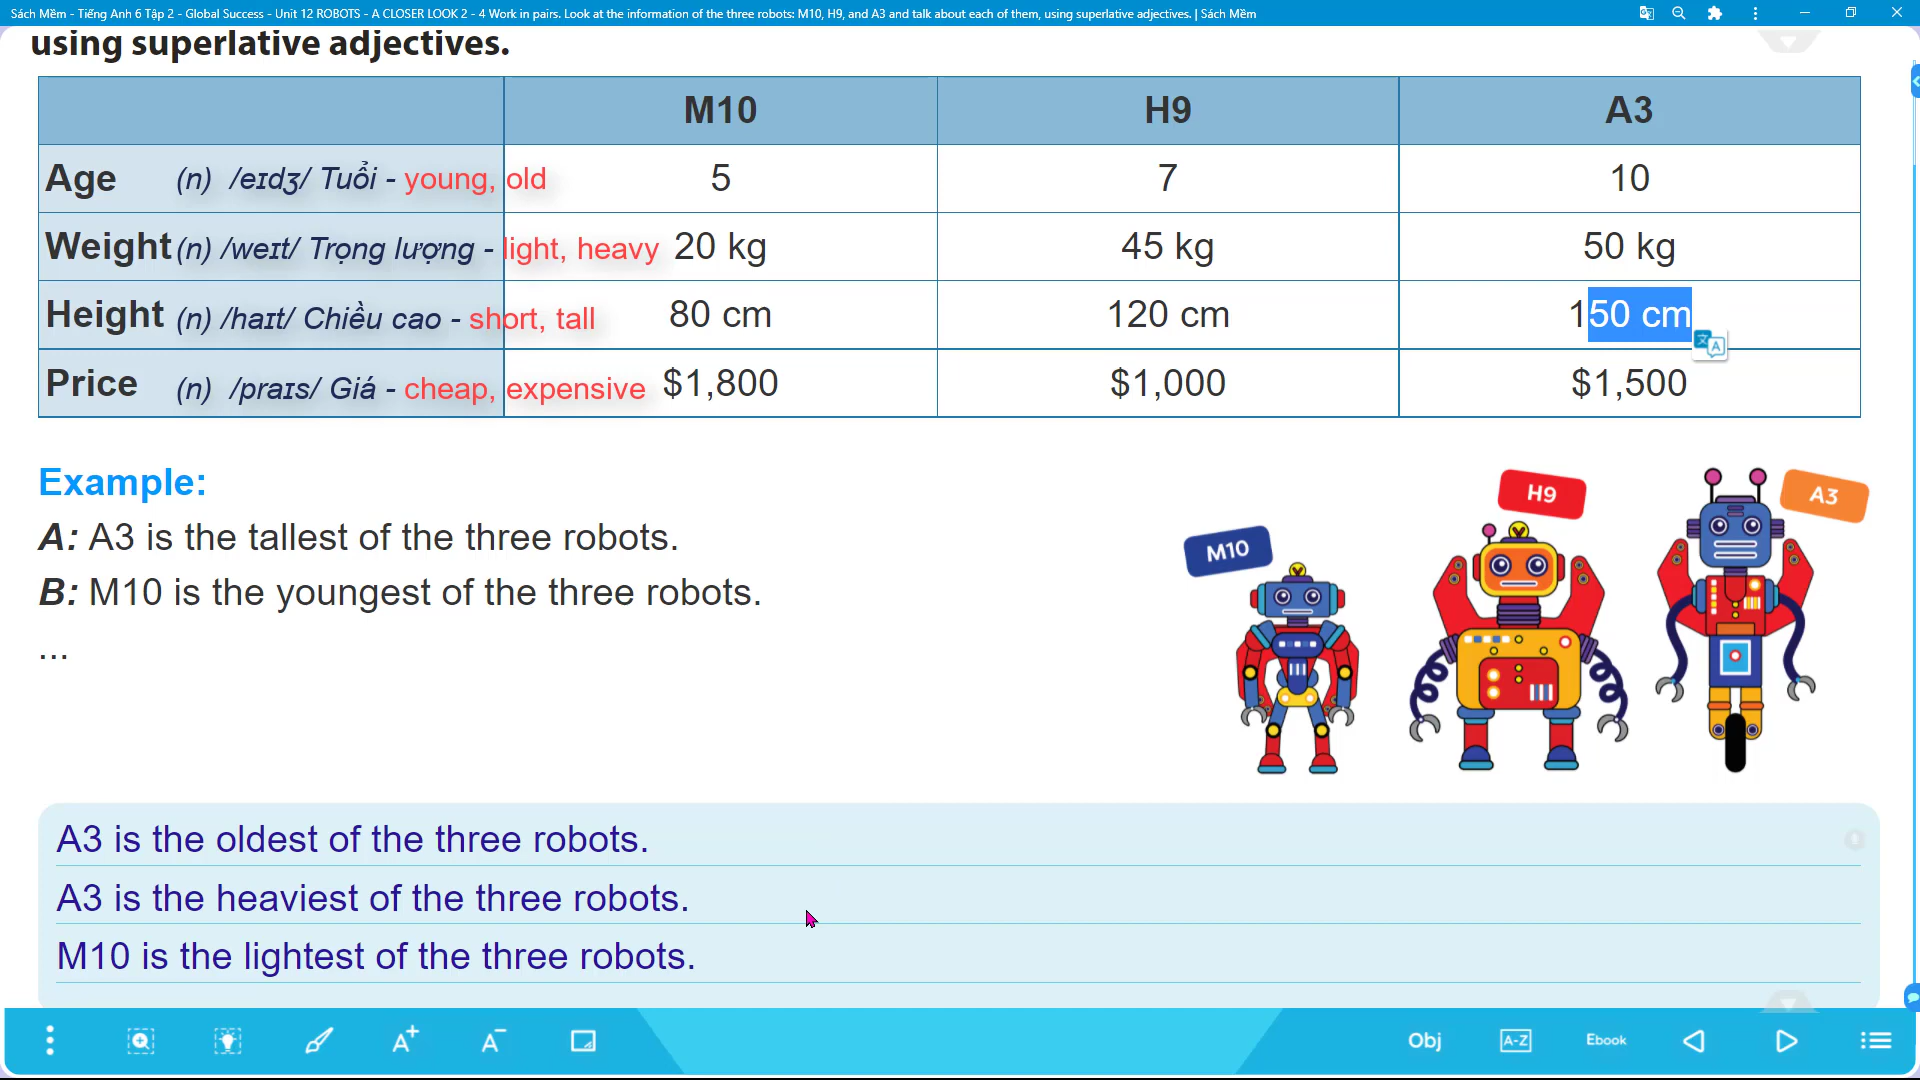 Sách Mềm - Tiếng Anh 6 Tập 2 - Global Success - Unit 12 ROBOTS - A CLOSER LOOK 2 - 4 Work in pairs. Look at the information of the three robots: M10, H9, and A3 and talk about each of them, using superlative adjectives. | Sách Mềm
using superlative adjectives.
M10 H9 A3
Age (n) /eɪdʒ/ Tuổi - young, old 5 7 10
Weight (n) /weɪt/ Trọng lượng - light, heavy 20 kg 45 kg 50 kg
Height (n) /haɪt/ Chiều cao - short, tall 80 cm 120 cm 150 cm
Price (n) /praɪs/ Giá - cheap, expensive $1,800 $1,000 $1,500
Example:
A: A3 is the tallest of the three robots.
B: M10 is the youngest of the three robots.
...
M10
H9
A3
A3 is the oldest of the three robots.
A3 is the heaviest of the three robots.
M10 is the lightest of the three robots.
A+ A- Obj A-Z Ebook